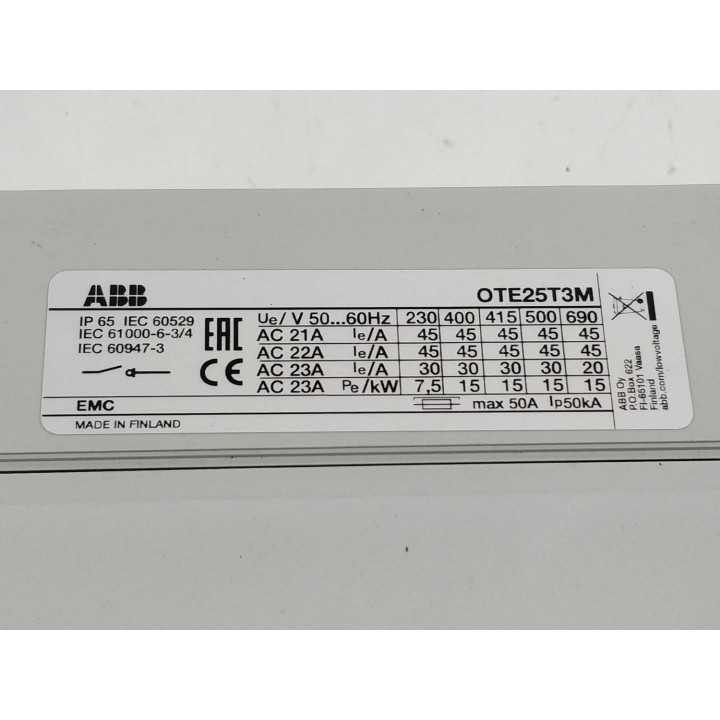 ABB
OTE25T3M
IP 65 IEC 60529
IEC 61000-6-3/4
IEC 60947-3
EAC
CE
Ue/ V 50...60Hz 230 400 415 500 690
AC 21A Ie/A 45 45 45 45 45
AC 22A Ie/A 45 45 45 45 45
AC 23A Ie/A 30 30 30 30 20
AC 23A Pe/kW 7,5 15 15 15 15
EMC
max 50A Ip50kA
MADE IN FINLAND
ABB Oy
P.O.Box 622
FI-65101 Vaasa
Finland
abb.com/lowvoltage